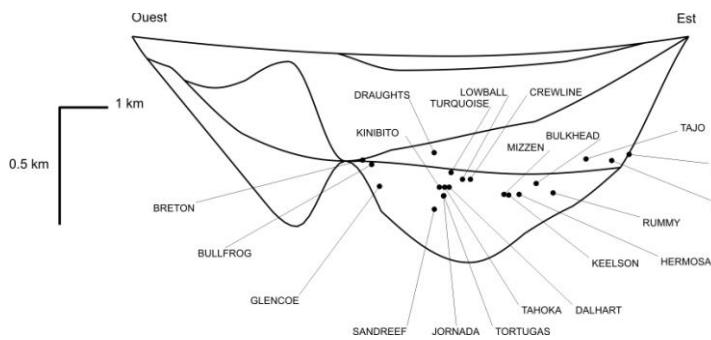 Ouest
Est
1 km
0.5 km
DRAUGHTS
LOWBALL
TURQUOISE
CREWLINE
KINIBITO
MIZZEN
BULKHEAD
TAJO
BRETON
BULLFROG
GLENCOE
SANDREEF
JORNADA
TORTUGAS
TAHOKA
DALHART
KEELSON
HERMOSA
RUMMY